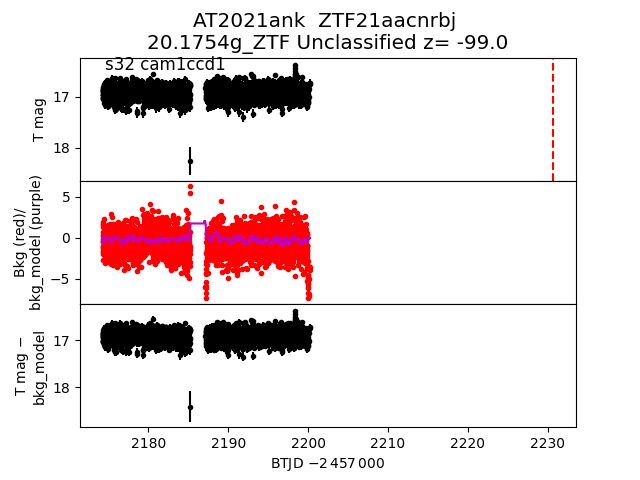 AT2021ank  ZTF21aacnrbj
20.1754g_ZTF Unclassified z= -99.0
s32 cam1ccd1
17
18
T mag
5
0
−5
Bkg (red)/
bkg_model (purple)
17
18
T mag −
bkg_model
2180 2190 2200 2210 2220 2230
BTJD −2 457 000